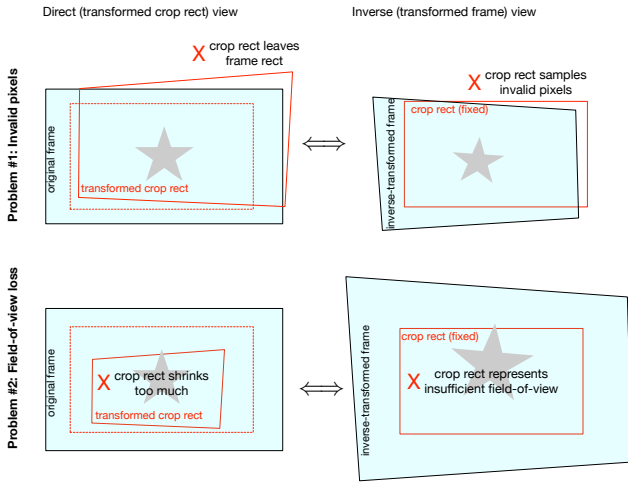 Direct (transformed crop rect) view
Inverse (transformed frame) view
Problem #1: Invalid pixels
X crop rect leaves
frame rect
original frame
transformed crop rect
X crop rect samples
invalid pixels
crop rect (fixed)
inverse-transformed frame
Problem #2: Field-of-view loss
original frame
X crop rect shrinks
too much
transformed crop rect
inverse-transformed frame
crop rect (fixed)
X crop rect represents
insufficient field-of-view